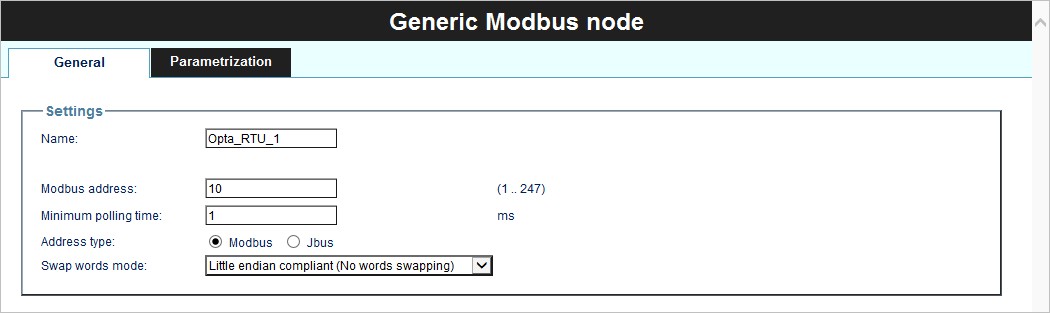 Generic Modbus node
General Parametrization
Settings
Name: Opta_RTU_1
Modbus address: 10 (1 .. 247)
Minimum polling time: 1 ms
Address type: Modbus Jbus
Swap words mode: Little endian compliant (No words swapping)